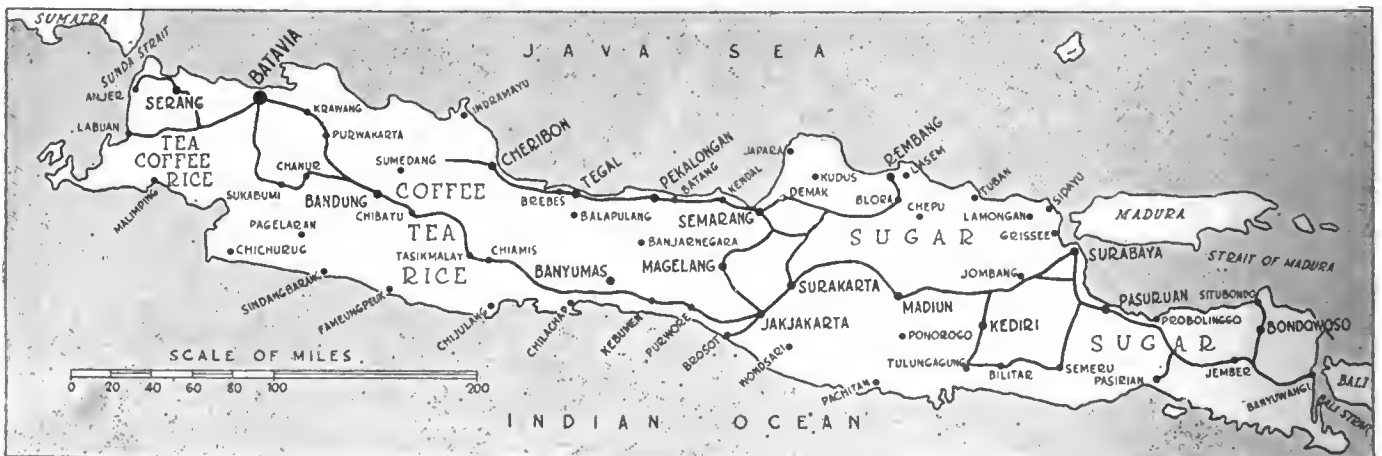 SUMATRA
JAVA SEA
SUNDA STRAIT
BATAVIA
ANJER
SERANG
KRAWANG
INDRAMAYU
LABUAN
PURWAKARTA
TEA
COFFEE
RICE
CHANUR
SUMEDANG
CHERIBON
TEGAL
PEKALONGAN
BATANG
KENDAL
JAPARA
KUDUS
DEMAK
REMBANG
LASEM
TUBAN
SIDAYU
MALIMPING
SUKABUMI
BANDUNG
COFFEE
BREBES
BALAPULANG
SEMARANG
BLORA
CHEPU
LAMONGAN
MADURA
PAGELARAN
CHIBATU
TEA
BANJARNEGARA
SUGAR
GRISSEE
CHICHURUG
TASIKMALAY
CHIAMIS
RICE
MAGELANG
SURABAYA
STRAIT OF MADURA
SINDANGBARANG
BANYUMAS
JOMBANG
FAMEUNGPEUK
SURAKARTA
MADIUN
PASURUAN
SITUBONDO
CHIJULANG
CHILACHAP
KEBUMEN
PURWORE
JAKJAKARTA
KEDIRI
PROBOLINGGO
BONDOWOSO
BROSOT
PONOROGO
SUGAR
WONOSARI
TULUNGAGUNG
BILITAR
SEMERU
PASIRIAN
JEMBER
BALI
PACHITAN
BANYUWANGI
BALI STRAIT
SCALE OF MILES
0 20 40 60 80 100 200
INDIAN OCEAN